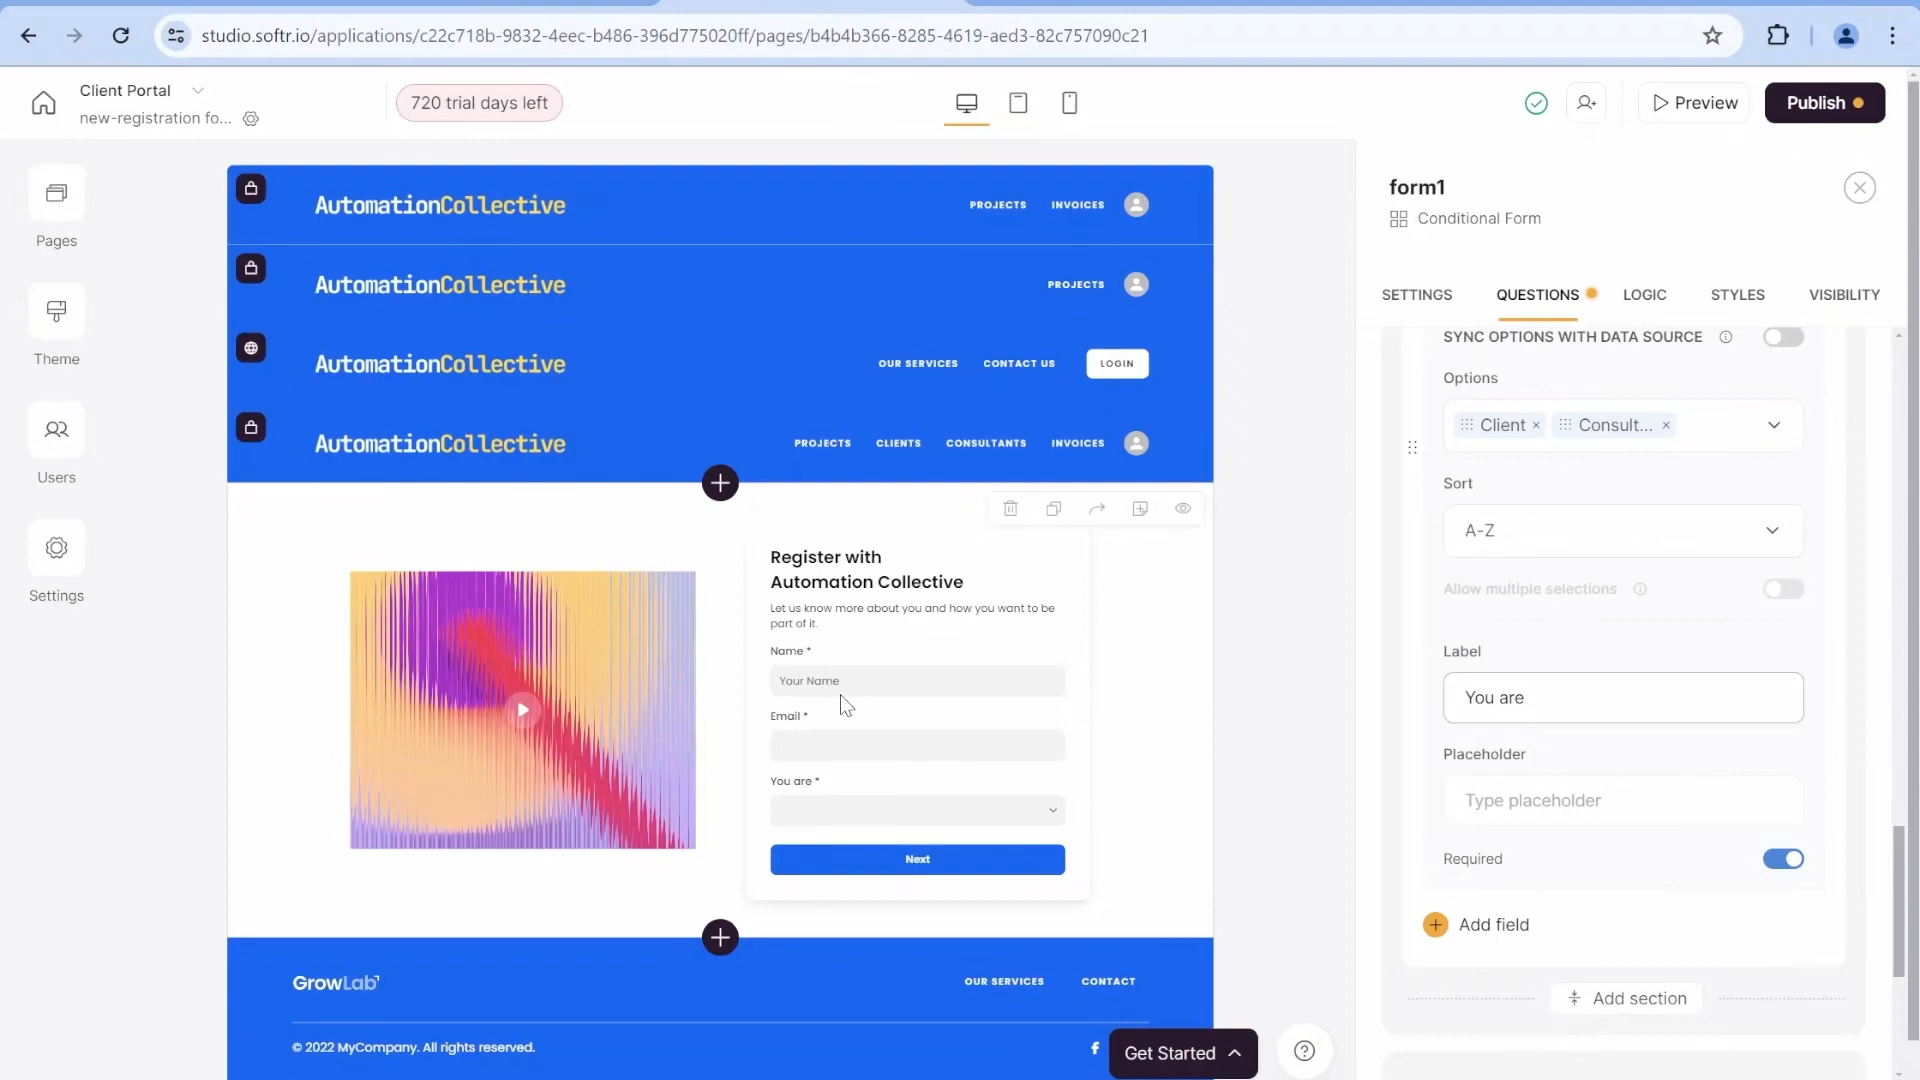 studio.softr.io/applications/c22c718b-9832-4eec-b486-396d775020ff/pages/b4b4b366-8285-4619-aed3-82c757090c21
Client Portal
new-registration fo...
720 trial days left
Preview
Publish
Pages
Theme
Users
Settings
AutomationCollective
PROJECTS INVOICES
AutomationCollective
PROJECTS
AutomationCollective
OUR SERVICES CONTACT US LOGIN
AutomationCollective
PROJECTS CLIENTS CONSULTANTS INVOICES
Register with
Automation Collective
Let us know more about you and how you want to be
part of it.
Name *
Your Name
Email *
You are *
Next
GrowLab
OUR SERVICES CONTACT
© 2022 MyCompany. All rights reserved.
Get Started
form1
Conditional Form
SETTINGS QUESTIONS LOGIC STYLES VISIBILITY
SYNC OPTIONS WITH DATA SOURCE
Options
Client × Consult... ×
Sort
A-Z
Allow multiple selections
Label
You are
Placeholder
Type placeholder
Required
Add field
Add section